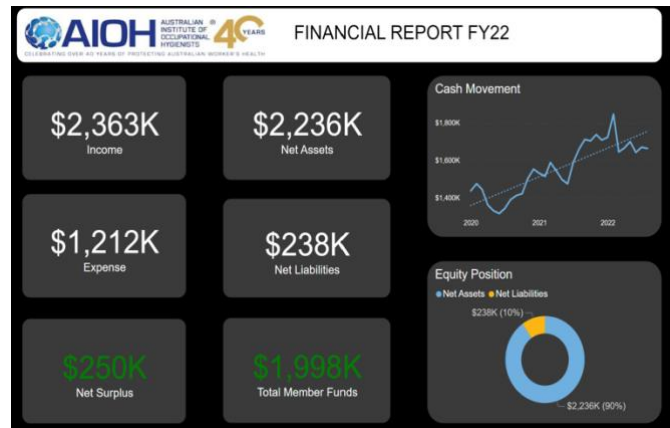 AIOH
AUSTRALIAN ®
INSTITUTE OF
OCCUPATIONAL
HYGIENISTS
40 YEARS
CELEBRATING OVER 40 YEARS OF PROTECTING AUSTRALIAN WORKER'S HEALTH
FINANCIAL REPORT FY22
$2,363K
Income
$2,236K
Net Assets
$1,212K
Expense
$238K
Net Liabilities
$250K
Net Surplus
$1,998K
Total Member Funds
Cash Movement
$1,800K
$1,600K
$1,400K
2020 2021 2022
Equity Position
Net Assets Net Liabilities
$238K (10%)
$2,236K (90%)